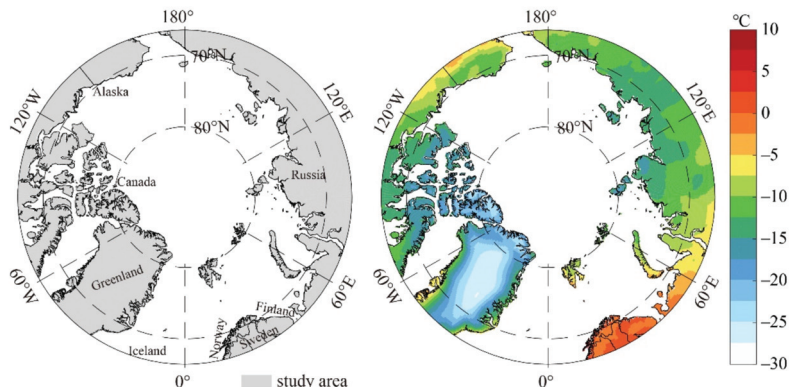 180°
70°N
Alaska
120°W
120°E
80°N
Canada
Russia
Greenland
60°W
60°E
Finland
Norway
Sweden
Iceland
0°
study area
180°
70°N
120°W
120°E
80°N
60°W
60°E
0°
°C
10
5
0
−5
−10
−15
−20
−25
−30